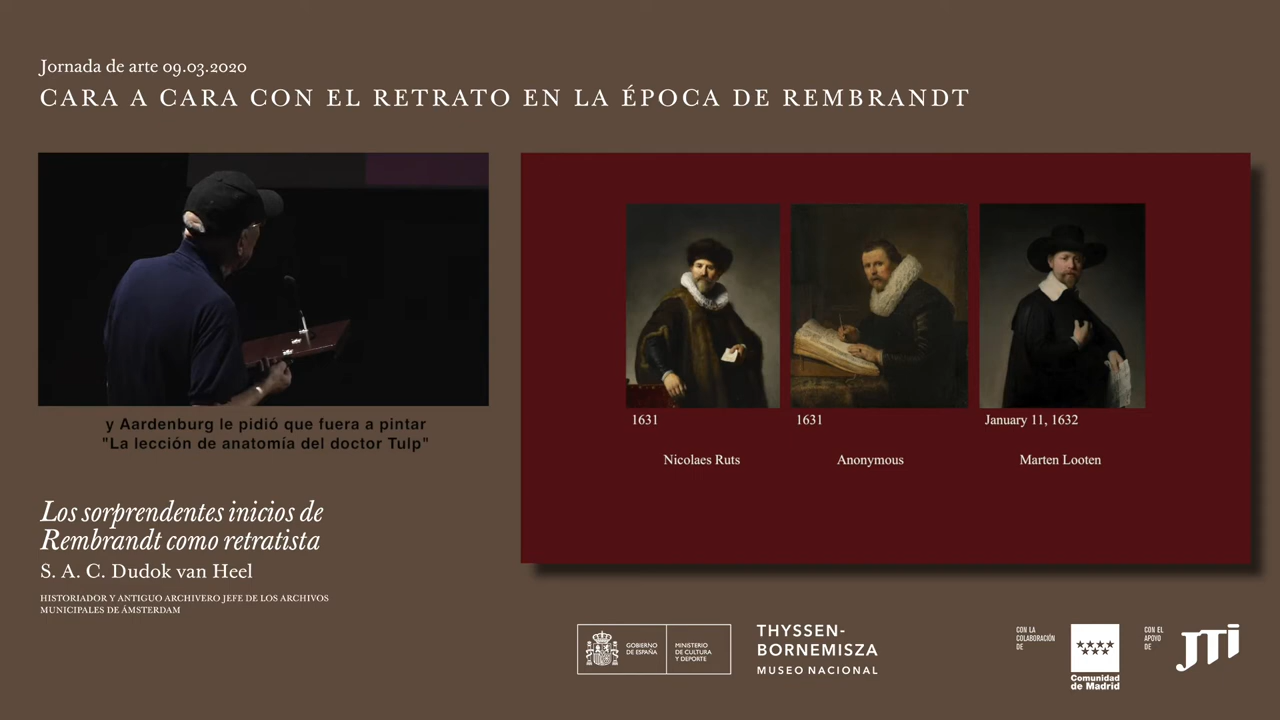 Jornada de arte 09.03.2020
CARA A CARA CON EL RETRATO EN LA ÉPOCA DE REMBRANDT
y Aardenburg le pidió que fuera a pintar
"La lección de anatomía del doctor Tulp"
Los sorprendentes inicios de
Rembrandt como retratista
S. A. C. Dudok van Heel
HISTORIADOR Y ANTIGUO ARCHIVERO JEFE DE LOS ARCHIVOS
MUNICIPALES DE ÁMSTERDAM
1631
1631
January 11, 1632
Nicolaes Ruts
Anonymous
Marten Looten
GOBIERNO
DE ESPAÑA
MINISTERIO
DE CULTURA
Y DEPORTE
THYSSEN-
BORNEMISZA
MUSEO NACIONAL
CON LA
COLABORACIÓN
DE
Comunidad
de Madrid
CON EL
APOYO
DE
JTi